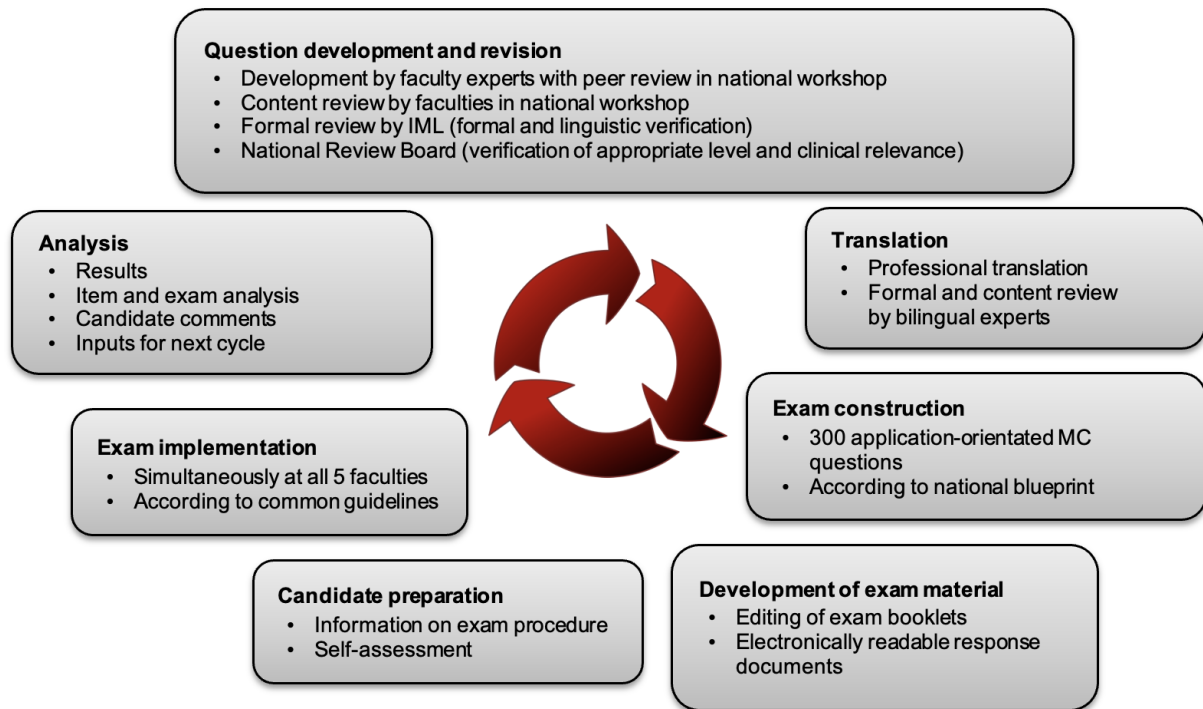 Question development and revision
• Development by faculty experts with peer review in national workshop
• Content review by faculties in national workshop
• Formal review by IML (formal and linguistic verification)
• National Review Board (verification of appropriate level and clinical relevance)
Analysis
• Results
• Item and exam analysis
• Candidate comments
• Inputs for next cycle
Translation
• Professional translation
• Formal and content review
by bilingual experts
Exam implementation
• Simultaneously at all 5 faculties
• According to common guidelines
Exam construction
• 300 application-orientated MC
questions
• According to national blueprint
Candidate preparation
• Information on exam procedure
• Self-assessment
Development of exam material
• Editing of exam booklets
• Electronically readable response
documents